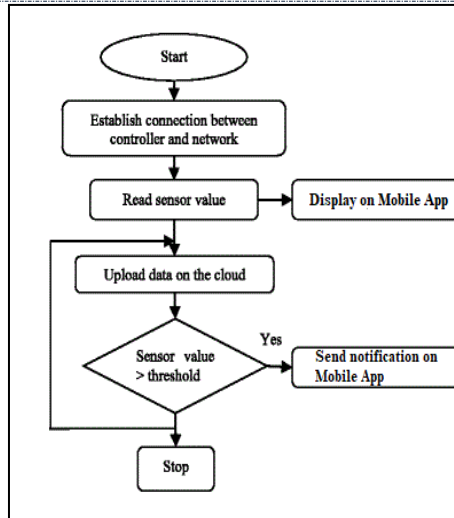 Start
Establish connection between
controller and network
Read sensor value
Display on Mobile App
Upload data on the cloud
Yes
Sensor value
> threshold
Send notification on
Mobile App
Stop